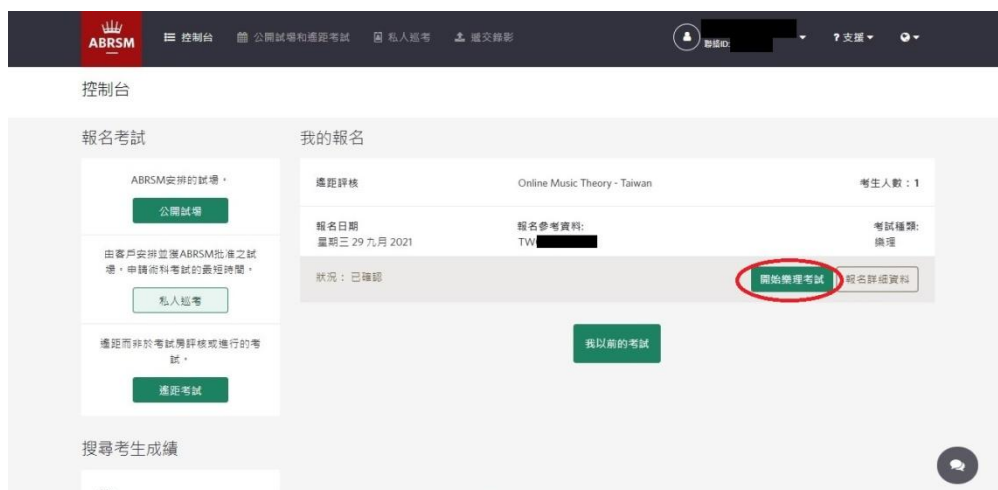 ABRSM
控制台
公開試場和遙距考試
私人巡考
遞交錄影
聯絡ID:
?支援
控制台
報名考試
ABRSM安排的試場。
公開試場
由客戶安排並獲ABRSM批准之試
場。申請術科考試的最短時間。
私人巡考
遙距而非於考試房評核或進行的考
試。
遙距考試
搜尋考生成績
我的報名
遙距評核
Online Music Theory - Taiwan
考生人數：1
報名日期
星期三 29 九月 2021
報名參考資料:
TW
考試種類:
樂理
狀況： 已確認
開始樂理考試
報名詳細資料
我以前的考試